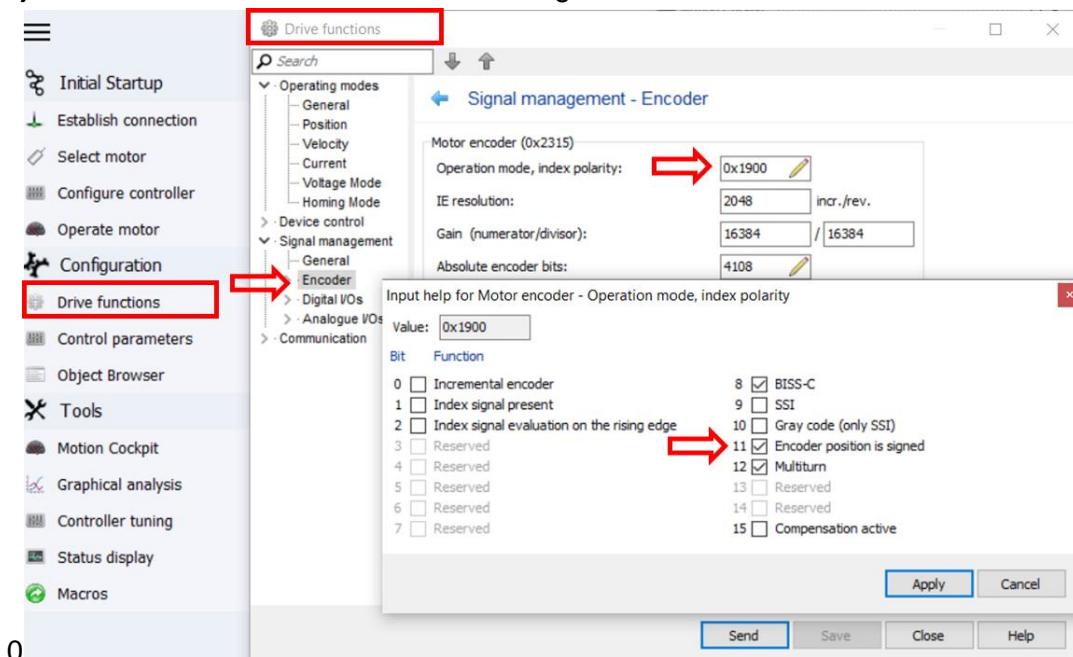 Drive functions
Search
Initial Startup
Establish connection
Select motor
Configure controller
Operate motor
Configuration
Drive functions
Control parameters
Object Browser
Tools
Motion Cockpit
Graphical analysis
Controller tuning
Status display
Macros
Operating modes
General
Position
Velocity
Current
Voltage Mode
Homing Mode
Device control
Signal management
General
Encoder
Digital I/Os
Analogue I/Os
Communication
Signal management - Encoder
Motor encoder (0x2315)
Operation mode, index polarity: 0x1900
IE resolution: 2048 incr./rev.
Gain (numerator/divisor): 16384 / 16384
Absolute encoder bits: 4108
Input help for Motor encoder - Operation mode, index polarity
Value: 0x1900
Bit Function
0 Incremental encoder
1 Index signal present
2 Index signal evaluation on the rising edge
3 Reserved
4 Reserved
5 Reserved
6 Reserved
7 Reserved
8 BISS-C
9 SSI
10 Gray code (only SSI)
11 Encoder position is signed
12 Multiturn
13 Reserved
14 Reserved
15 Compensation active
Apply Cancel
Send Save Close Help
0